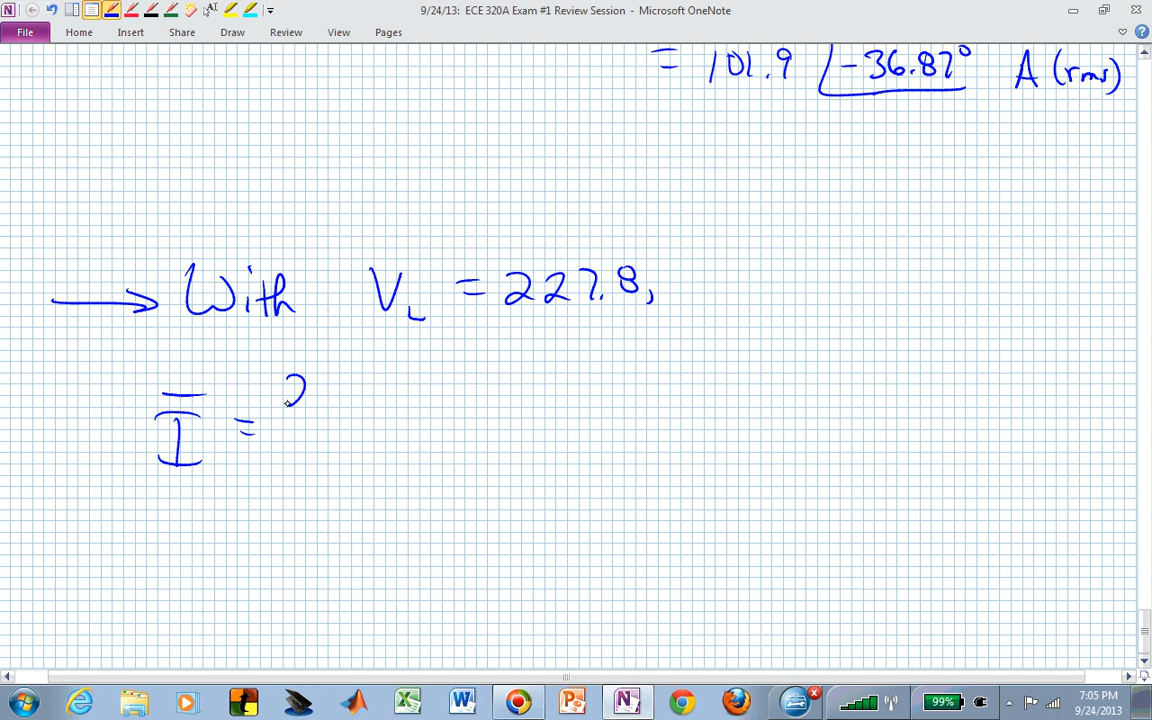 9/24/13: ECE 320A Exam #1 Review Session - Microsoft OneNote
File Home Insert Share Draw Review View Pages
= 101.9 ∠-36.87° A (rms)
→ With V_L = 227.8,
Ī = 2
99% 7:05 PM
9/24/2013